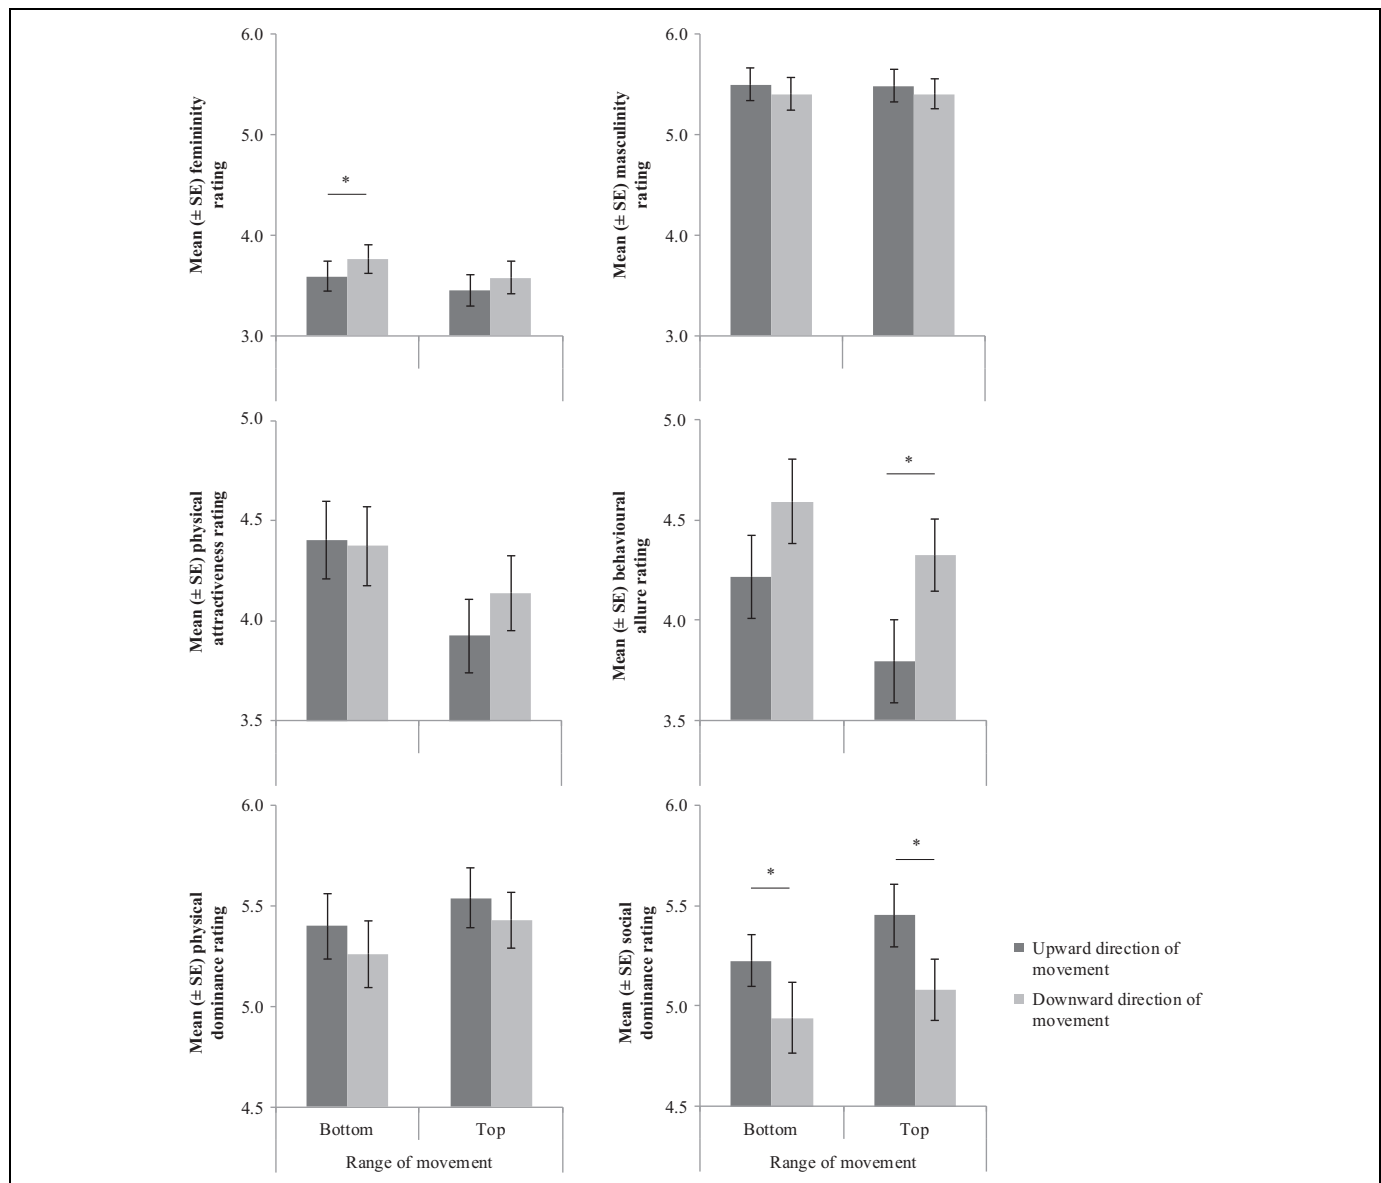 Mean (± SE) femininity
rating
6.0
5.0
4.0
3.0
*
Mean (± SE) masculinity
rating
6.0
5.0
4.0
3.0
Mean (± SE) physical
attractiveness rating
5.0
4.5
4.0
3.5
Mean (± SE) behavioural
allure rating
5.0
4.5
4.0
3.5
*
Mean (± SE) physical
dominance rating
6.0
5.5
5.0
4.5
Bottom
Top
Range of movement
Mean (± SE) social
dominance rating
6.0
5.5
5.0
4.5
*
*
Bottom
Top
Range of movement
Upward direction of
movement
Downward direction of
movement